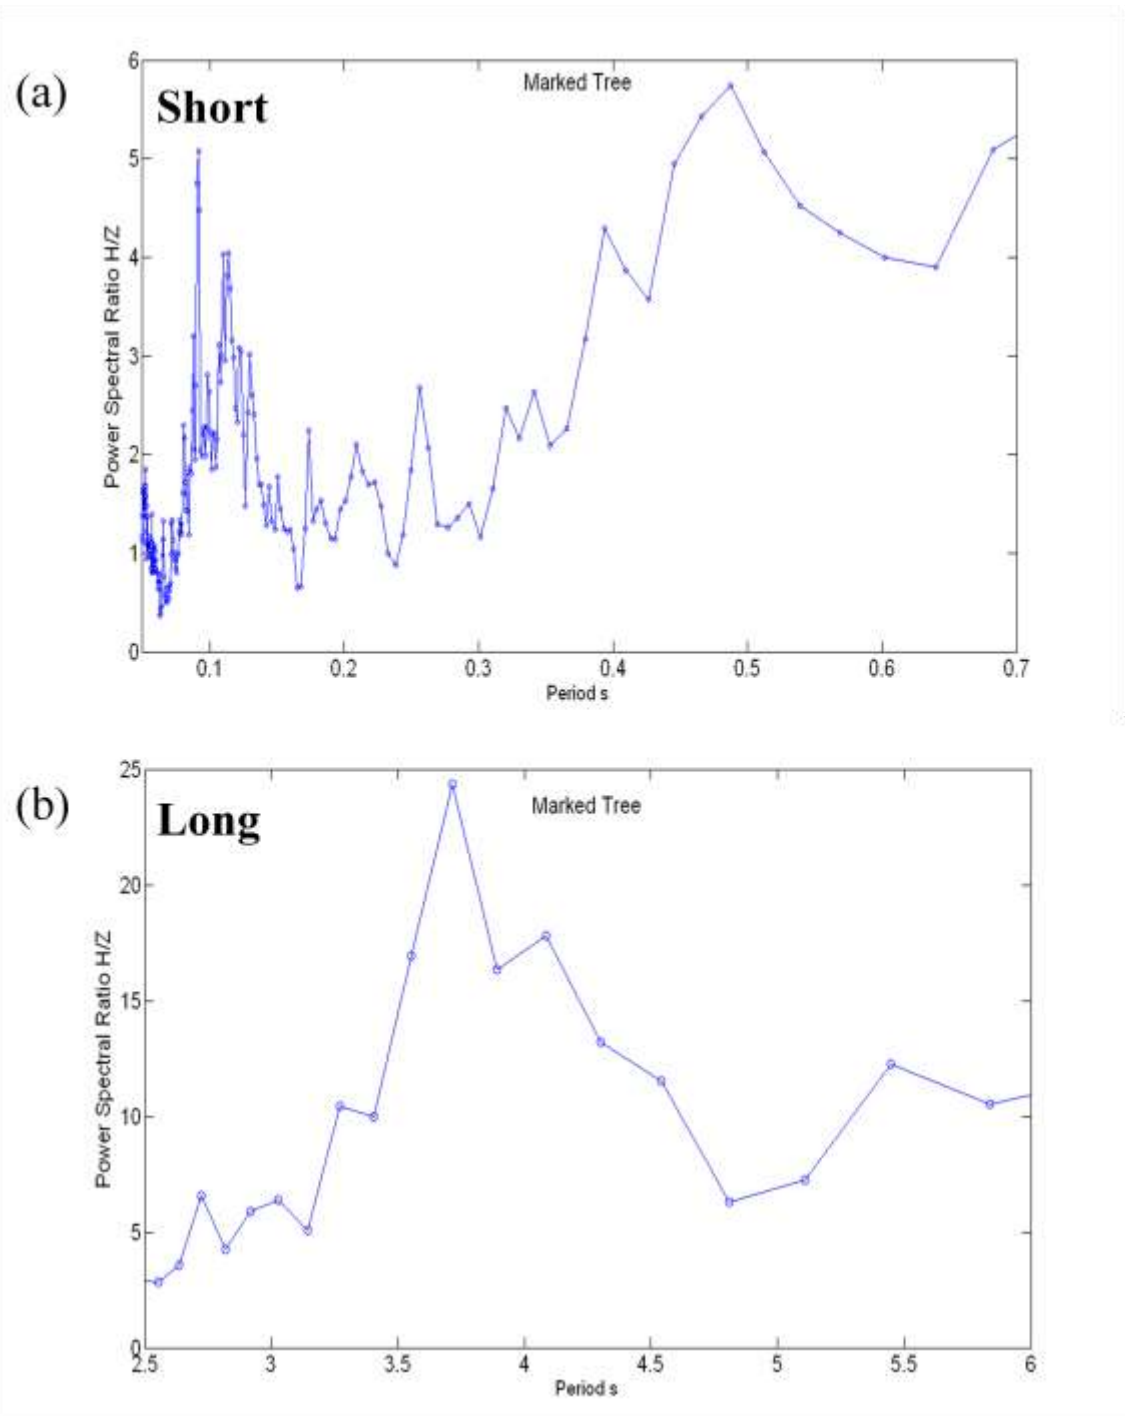 (a)
Short
Marked Tree
Power Spectral Ratio H/Z
6
5
4
3
2
1
0
0.1 0.2 0.3 0.4 0.5 0.6 0.7
Period s
(b)
Long
Marked Tree
Power Spectral Ratio H/Z
25
20
15
10
5
0
2.5 3 3.5 4 4.5 5 5.5 6
Period s